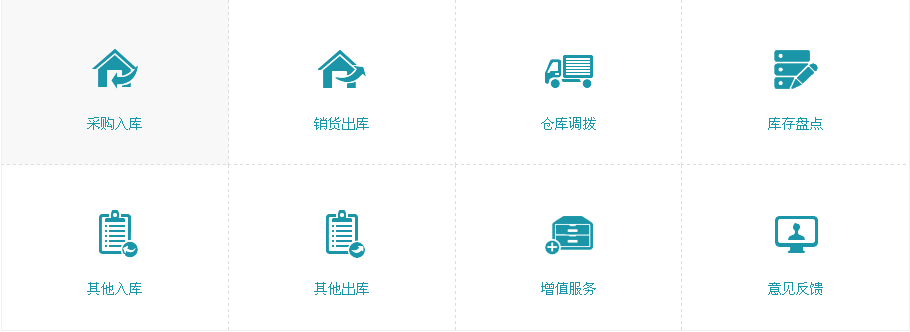 采购入库
销货出库
仓库调拨
库存盘点
其他入库
其他出库
增值服务
意见反馈